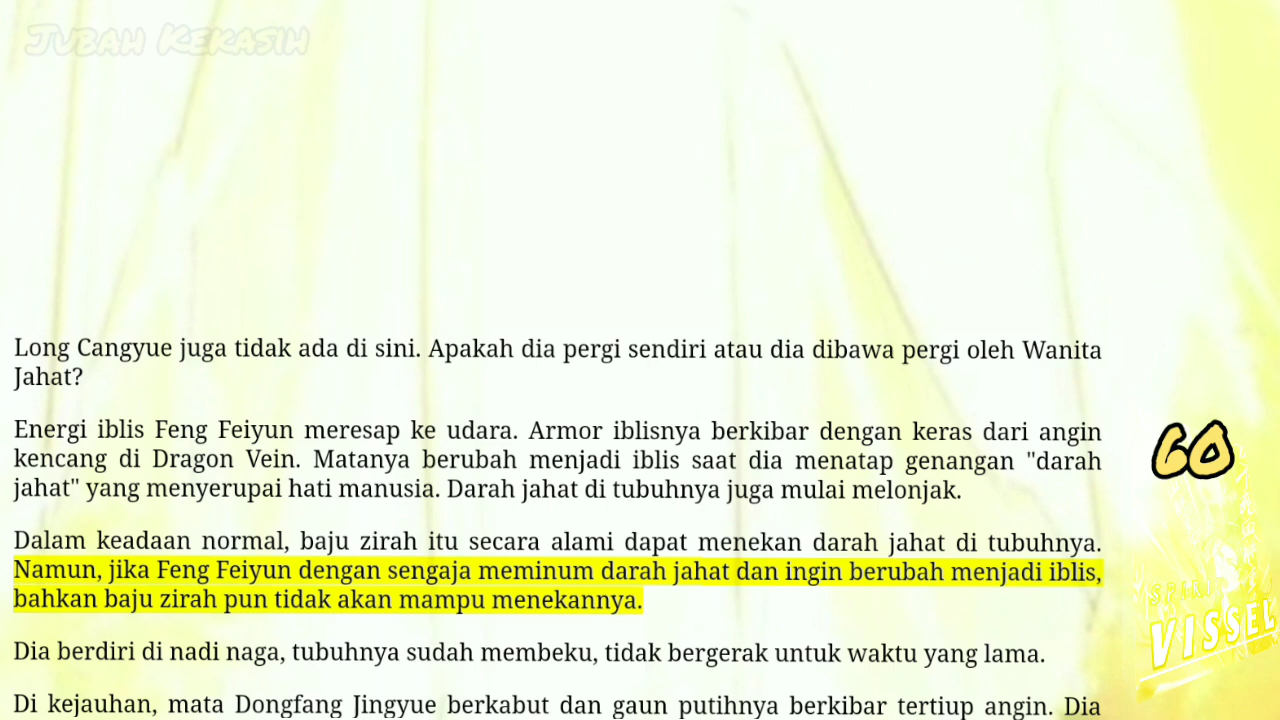 Jubah Kekasih
Long Cangyue juga tidak ada di sini. Apakah dia pergi sendiri atau dia dibawa pergi oleh Wanita
Jahat?
Energi iblis Feng Feiyun meresap ke udara. Armor iblisnya berkibar dengan keras dari angin
kencang di Dragon Vein. Matanya berubah menjadi iblis saat dia menatap genangan "darah
jahat" yang menyerupai hati manusia. Darah jahat di tubuhnya juga mulai melonjak.
60
Dalam keadaan normal, baju zirah itu secara alami dapat menekan darah jahat di tubuhnya.
Namun, jika Feng Feiyun dengan sengaja meminum darah jahat dan ingin berubah menjadi iblis,
bahkan baju zirah pun tidak akan mampu menekannya.
SPIRIT
VISSEL
Dia berdiri di nadi naga, tubuhnya sudah membeku, tidak bergerak untuk waktu yang lama.
Di kejauhan, mata Dongfang Jingyue berkabut dan gaun putihnya berkibar tertiup angin. Dia